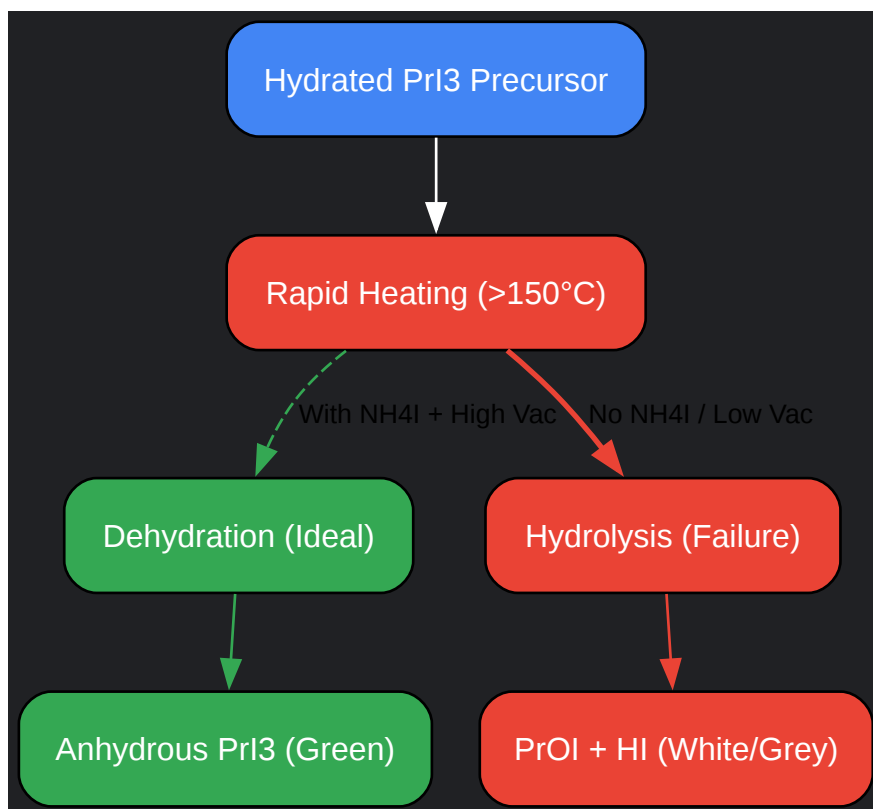 Hydrated PrI3 Precursor
Rapid Heating (>150°C)
With NH4I + High Vac
No NH4I / Low Vac
Dehydration (Ideal)
Hydrolysis (Failure)
Anhydrous PrI3 (Green)
PrOI + HI (White/Grey)